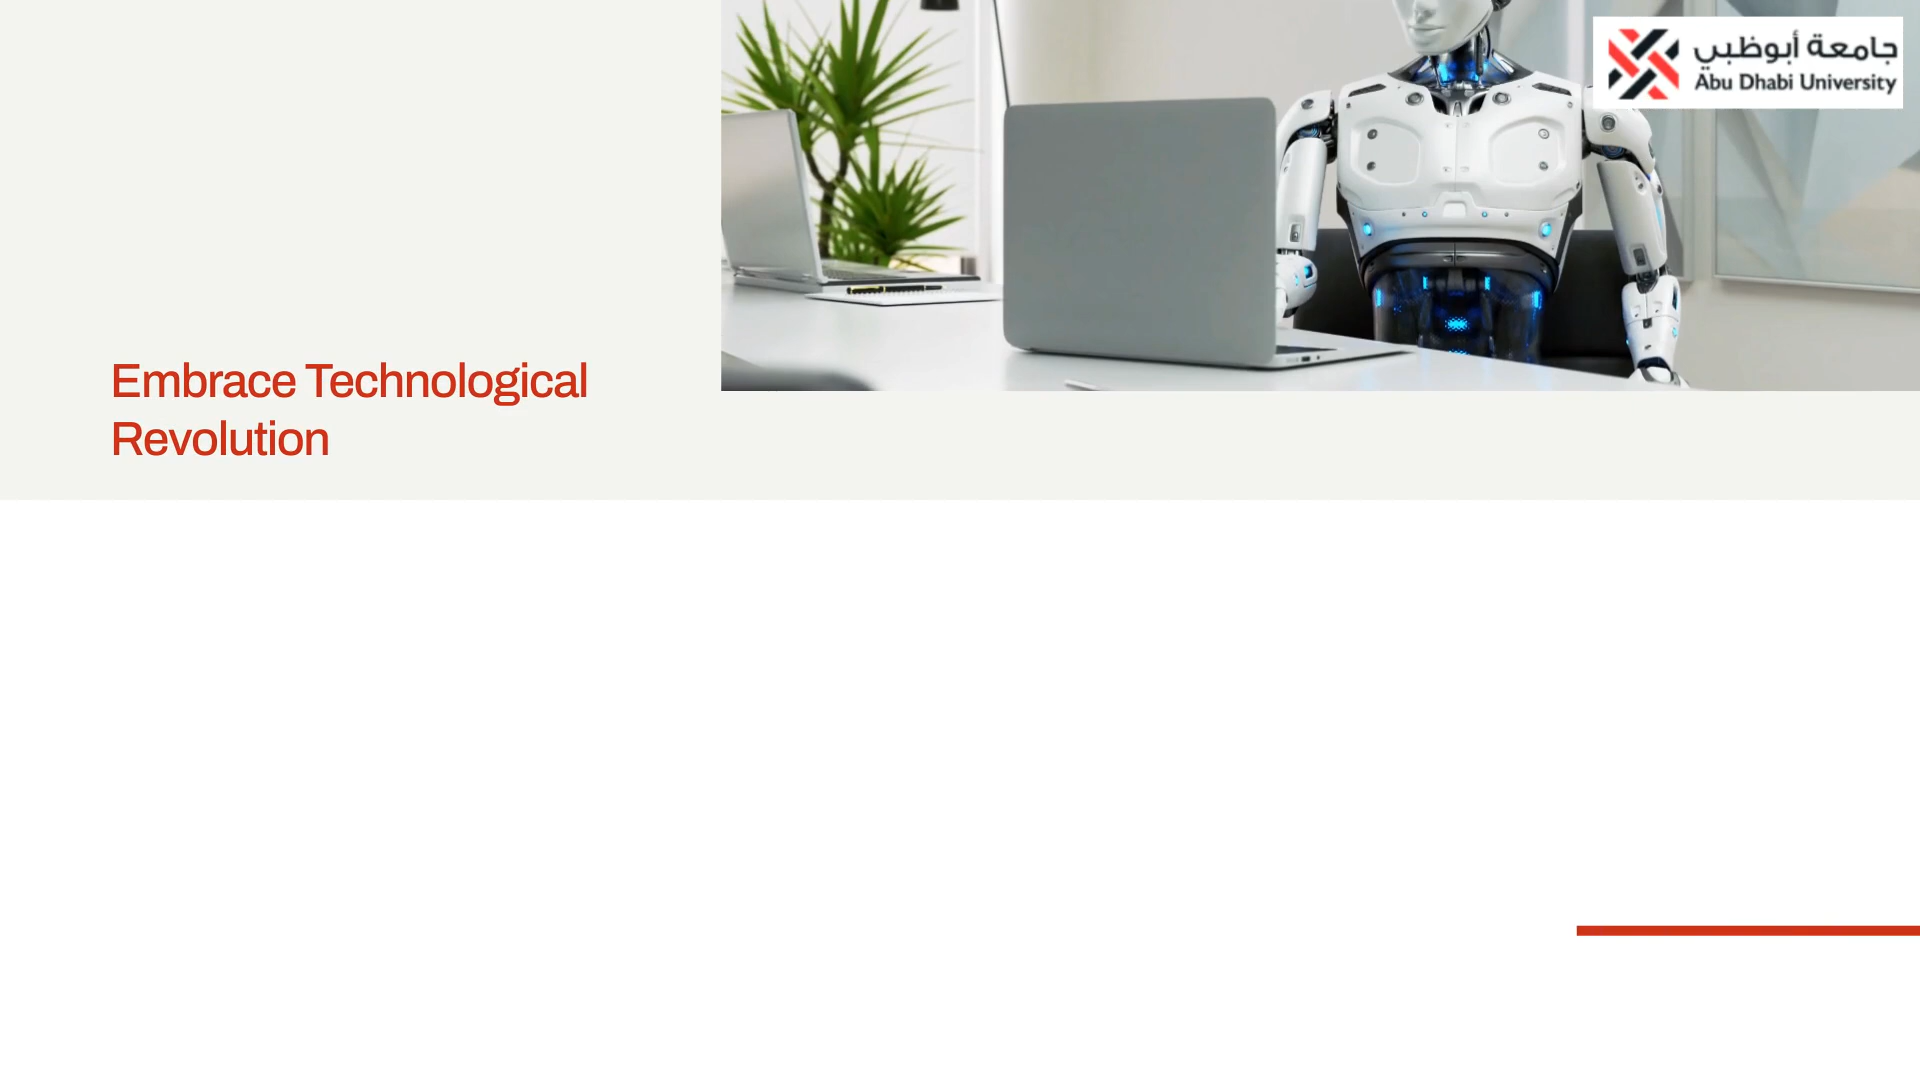 جامعة أبوظبي
Abu Dhabi University
Embrace Technological
Revolution